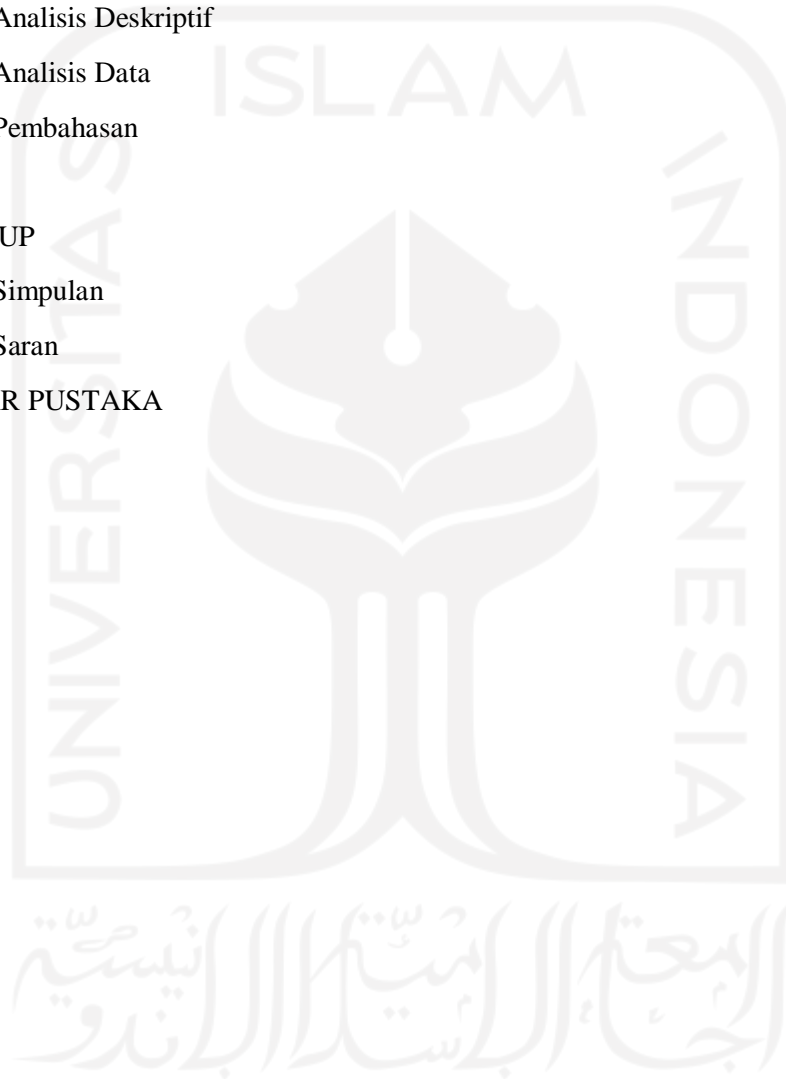 Analisis Deskriptif
Analisis Data
Pembahasan
UP
Simpulan
Saran
R PUSTAKA
ISLAM
UNIVERSITAS
INDONESIA